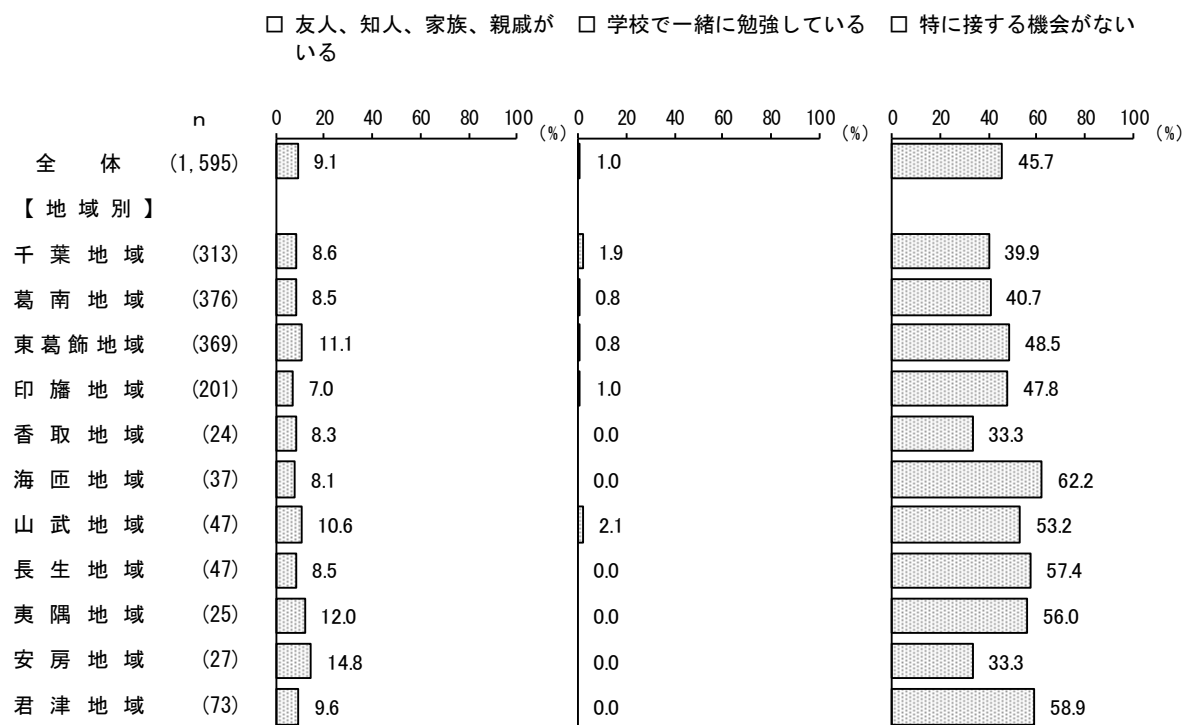 □ 友人、知人、家族、親戚が
いる
□ 学校で一緒に勉強している
□ 特に接する機会がない
0 20 40 60 80 100 (%)
0 20 40 60 80 100 (%)
0 20 40 60 80 100 (%)
n
全体 (1,595) 9.1 1.0 45.7
【地域別】
千葉地域 (313) 8.6 1.9 39.9
葛南地域 (376) 8.5 0.8 40.7
東葛飾地域 (369) 11.1 0.8 48.5
印旛地域 (201) 7.0 1.0 47.8
香取地域 (24) 8.3 0.0 33.3
海匝地域 (37) 8.1 0.0 62.2
山武地域 (47) 10.6 2.1 53.2
長生地域 (47) 8.5 0.0 57.4
夷隅地域 (25) 12.0 0.0 56.0
安房地域 (27) 14.8 0.0 33.3
君津地域 (73) 9.6 0.0 58.9